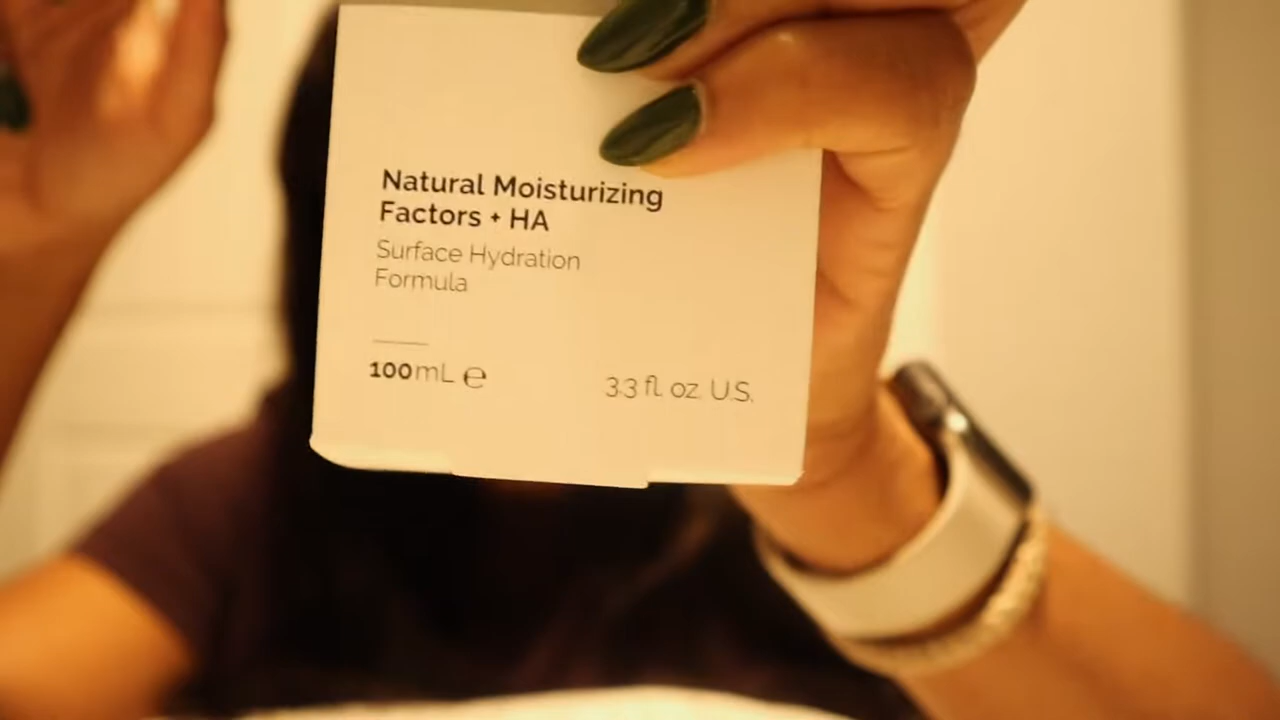 Natural Moisturizing
Factors + HA
Surface Hydration
Formula
100mL ℮
3.3 fl. oz. U.S.